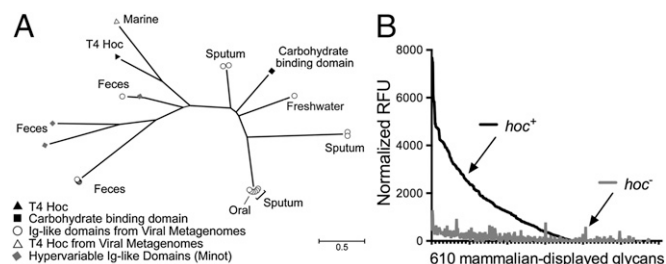 A
Marine
T4 Hoc
Feces
Feces
Feces
Sputum
Carbohydrate
binding domain
Freshwater
Sputum
Oral
Sputum
0.5
T4 Hoc
Carbohydrate binding domain
Ig-like domains from Viral Metagenomes
T4 Hoc from Viral Metagenomes
Hypervariable Ig-like Domains (Minot)
B
Normalized RFU
8000
6000
4000
2000
0
hoc+
hoc-
610 mammalian-displayed glycans